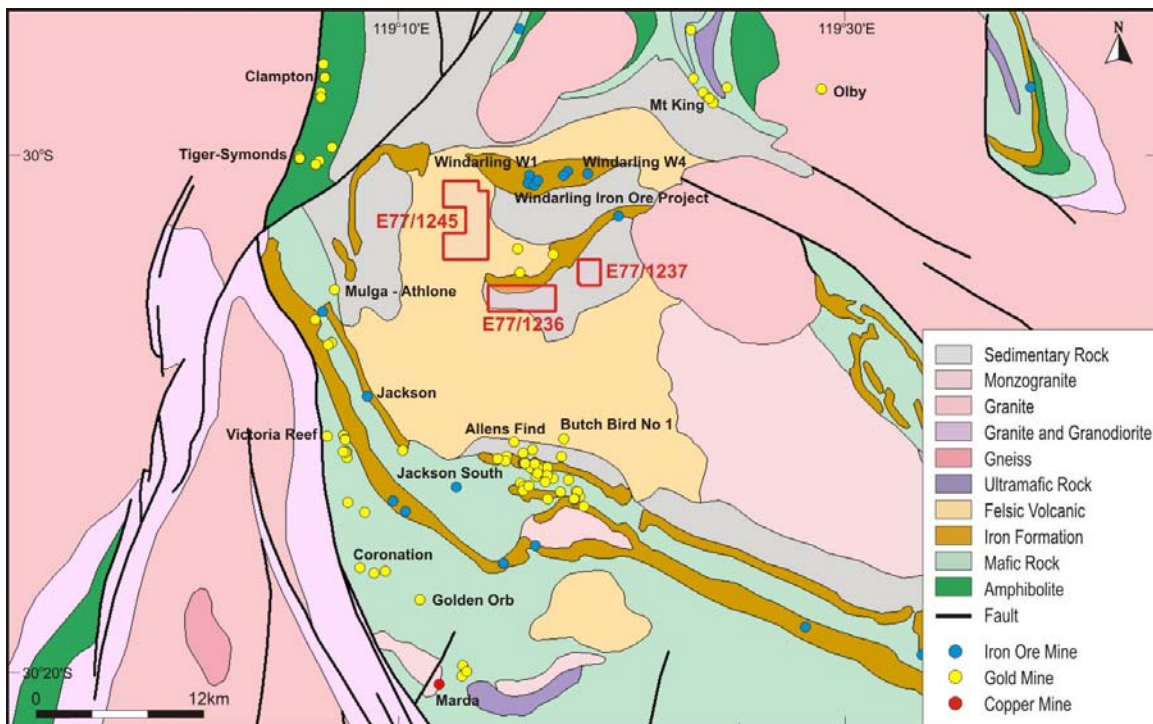 119°10'E
119°30'E
N
Clampton
Olby
Mt King
30°S
Tiger-Symonds
Windarling W1
Windarling W4
Windarling Iron Ore Project
E77/1245
E77/1237
Mulga - Athlone
E77/1236
Jackson
Allens Find
Butch Bird No 1
Victoria Reef
Jackson South
Coronation
Golden Orb
30°20'S
0
12km
Marda
Sedimentary Rock
Monzogranite
Granite
Granite and Granodiorite
Gneiss
Ultramafic Rock
Felsic Volcanic
Iron Formation
Mafic Rock
Amphibolite
Fault
Iron Ore Mine
Gold Mine
Copper Mine